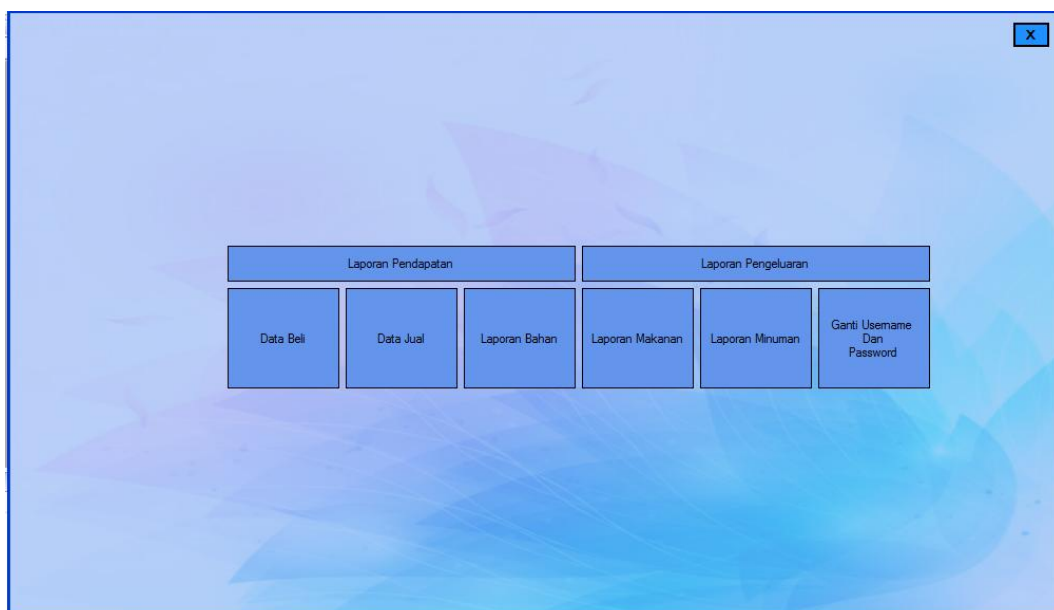 X
Laporan Pendapatan
Laporan Pengeluaran
Data Beli
Data Jual
Laporan Bahan
Laporan Makanan
Laporan Minuman
Ganti Username
Dan
Password